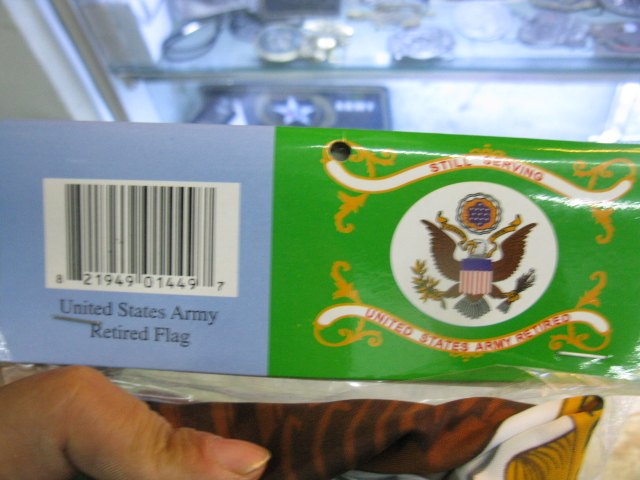 STILL SERVING
8 21949 01449 7
United States Army
Retired Flag
UNITED STATES ARMY RETIRED